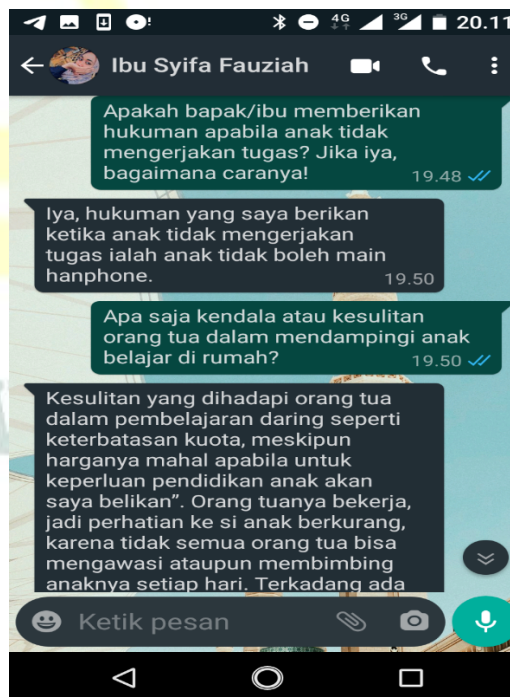 4G 3G 20.11
Ibu Syifa Fauziah
Apakah bapak/ibu memberikan
hukuman apabila anak tidak
mengerjakan tugas? Jika iya,
bagaimana caranya!
19.48
Iya, hukuman yang saya berikan
ketika anak tidak mengerjakan
tugas ialah anak tidak boleh main
hanphone.
19.50
Apa saja kendala atau kesulitan
orang tua dalam mendampingi anak
belajar di rumah?
19.50
Kesulitan yang dihadapi orang tua
dalam pembelajaran daring seperti
keterbatasan kuota, meskipun
harganya mahal apabila untuk
keperluan pendidikan anak akan
saya belikan”. Orang tuanya bekerja,
jadi perhatian ke si anak berkurang,
karena tidak semua orang tua bisa
mengawasi ataupun membimbing
anaknya setiap hari. Terkadang ada
Ketik pesan